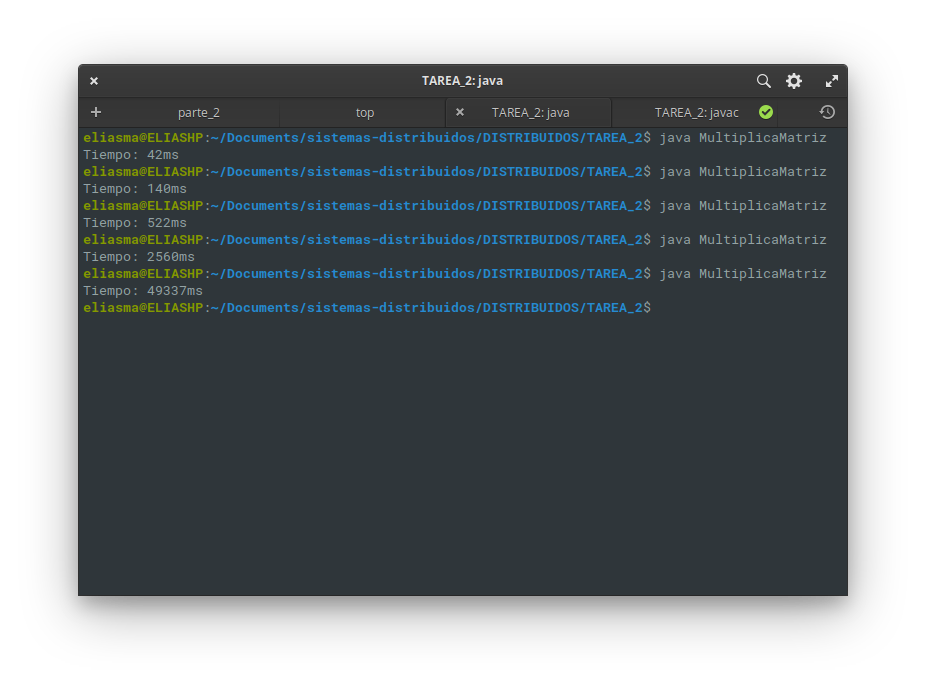 TAREA_2: java
parte_2
top
TAREA_2: java
TAREA_2: javac
eliasma@ELIASHP:~/Documents/sistemas-distribuidos/DISTRIBUIDOS/TAREA_2$ java MultiplicaMatriz
Tiempo: 42ms
eliasma@ELIASHP:~/Documents/sistemas-distribuidos/DISTRIBUIDOS/TAREA_2$ java MultiplicaMatriz
Tiempo: 140ms
eliasma@ELIASHP:~/Documents/sistemas-distribuidos/DISTRIBUIDOS/TAREA_2$ java MultiplicaMatriz
Tiempo: 522ms
eliasma@ELIASHP:~/Documents/sistemas-distribuidos/DISTRIBUIDOS/TAREA_2$ java MultiplicaMatriz
Tiempo: 2560ms
eliasma@ELIASHP:~/Documents/sistemas-distribuidos/DISTRIBUIDOS/TAREA_2$ java MultiplicaMatriz
Tiempo: 49337ms
eliasma@ELIASHP:~/Documents/sistemas-distribuidos/DISTRIBUIDOS/TAREA_2$